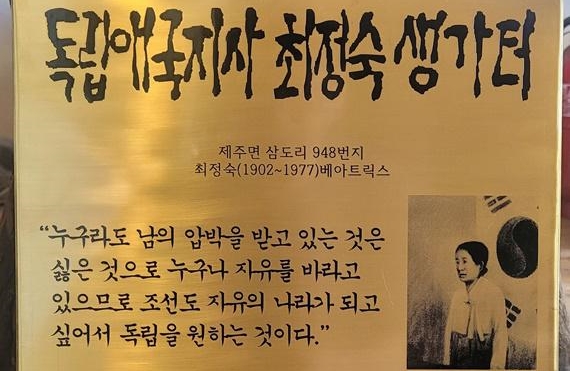 독립애국지사 최정숙 생가터
제주면 삼도리 948번지
최정숙(1902~1977)베아트릭스
“누구라도 남의 압박을 받고 있는 것은
싫은 것으로 누구나 자유를 바라고
있으므로 조선도 자유의 나라가 되고
싶어서 독립을 원하는 것이다.”